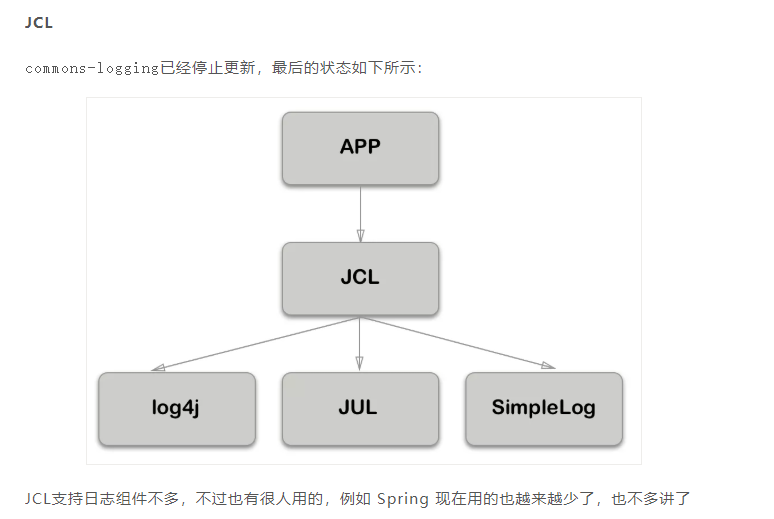 JCL
commons-logging已经停止更新，最后的状态如下所示：
APP
JCL
log4j
JUL
SimpleLog
JCL支持日志组件不多，不过也有很人用的，例如 Spring 现在用的也越来越少了，也不多讲了